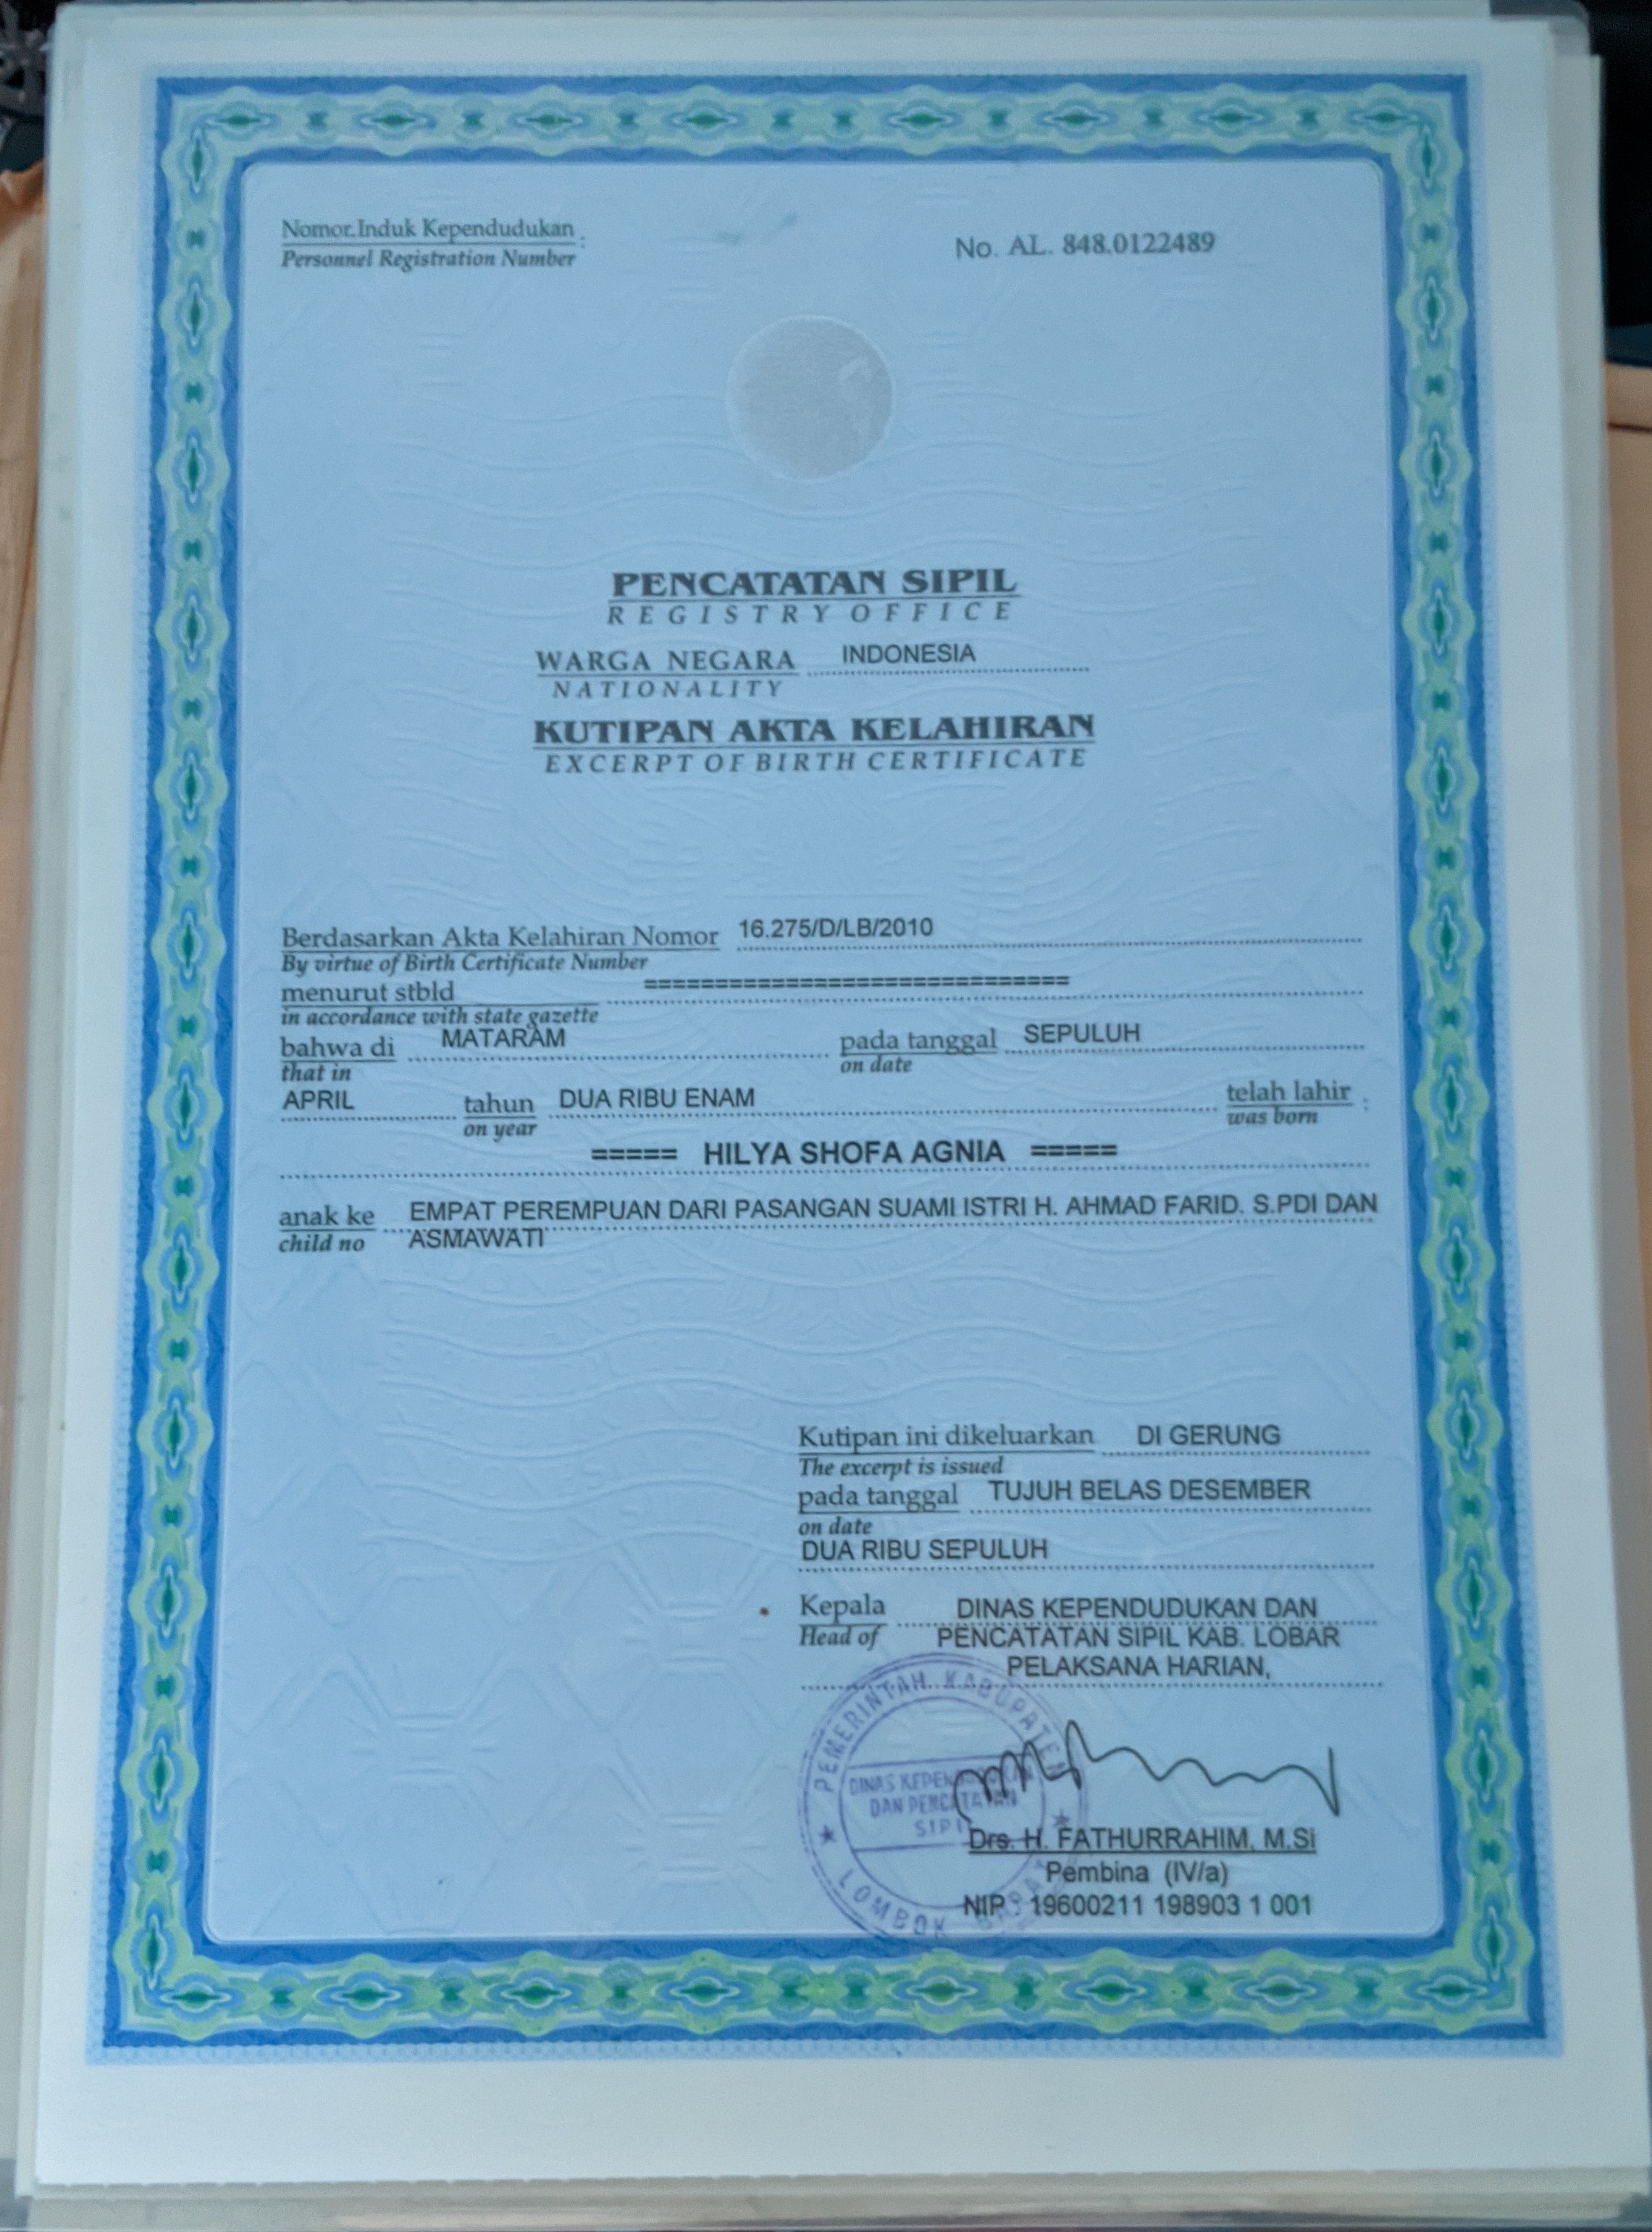 Nomor Induk Kependudukan :
Personnel Registration Number
No. AL. 848.0122489
PENCATATAN SIPIL
REGISTRY OFFICE
WARGA NEGARA INDONESIA
NATIONALITY
KUTIPAN AKTA KELAHIRAN
EXCERPT OF BIRTH CERTIFICATE
Berdasarkan Akta Kelahiran Nomor 16.275/D/LB/2010
By virtue of Birth Certificate Number
menurut stbld ==============================
in accordance with state gazette
bahwa di MATARAM pada tanggal SEPULUH
that in on date
APRIL tahun DUA RIBU ENAM telah lahir :
on year was born
===== HILYA SHOFA AGNIA =====
anak ke EMPAT PEREMPUAN DARI PASANGAN SUAMI ISTRI H. AHMAD FARID. S.PDI DAN
child no ASMAWATI
Kutipan ini dikeluarkan DI GERUNG
The excerpt is issued
pada tanggal TUJUH BELAS DESEMBER
on date
DUA RIBU SEPULUH
Kepala DINAS KEPENDUDUKAN DAN
Head of PENCATATAN SIPIL KAB. LOBAR
PELAKSANA HARIAN,
PEMERINTAH KABUPATEN
DINAS KEPENDUDUKAN
DAN PENCATATAN
SIPIL
LOMBOK BARAT
Drs. H. FATHURRAHIM, M.Si
Pembina (IV/a)
NIP. 19600211 198903 1 001